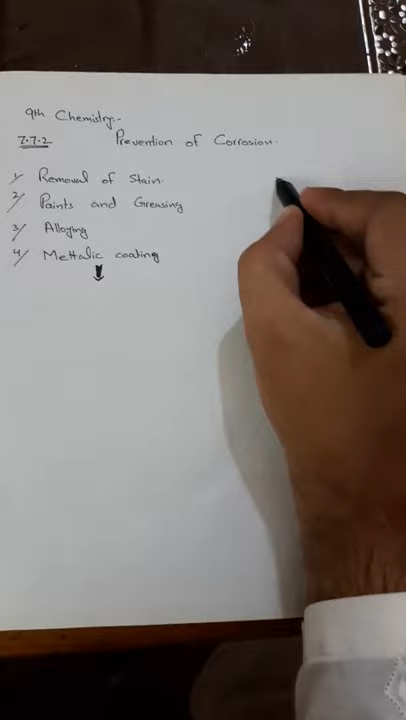 9th Chemistry:-
7.7.2 Prevention of Corrosion.
1/ Removal of Stain.
2/ Paints and Greasing
3/ Alloying
4/ Mettalic coating